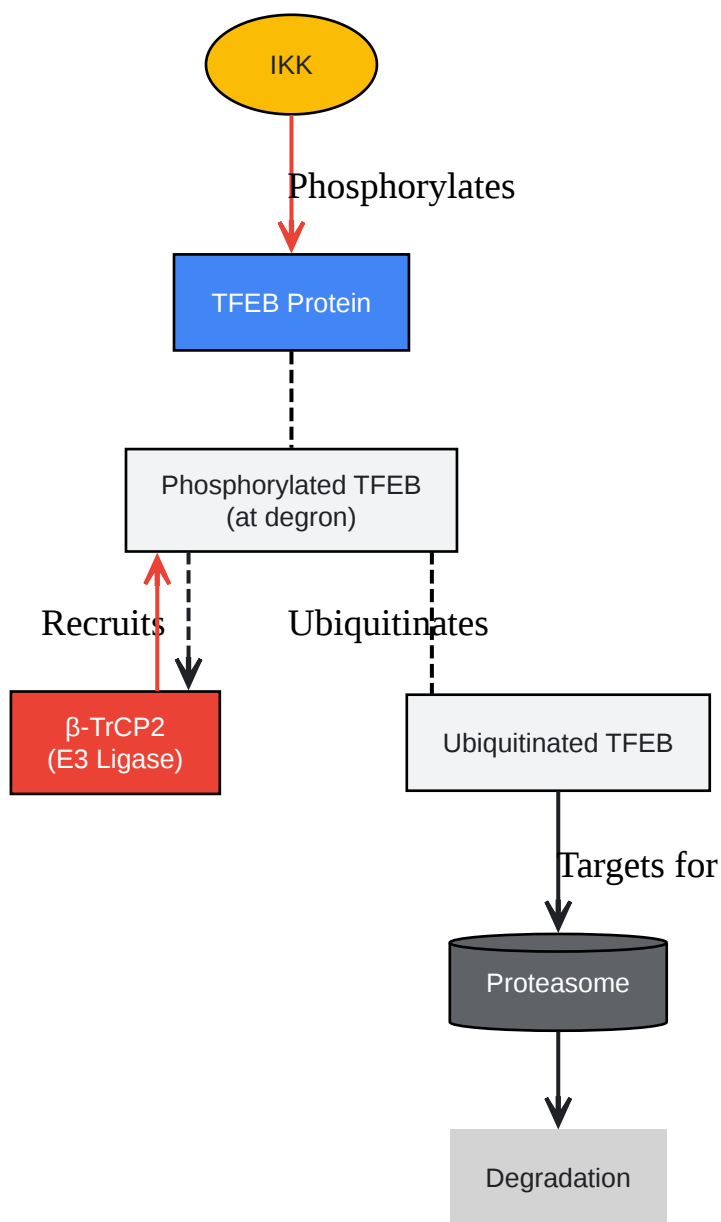 IKK
Phosphorylates
TFEB Protein
Phosphorylated TFEB
(at degron)
Recruits
Ubiquitinates
β-TrCP2
(E3 Ligase)
Ubiquitinated TFEB
Targets for
Proteasome
Degradation